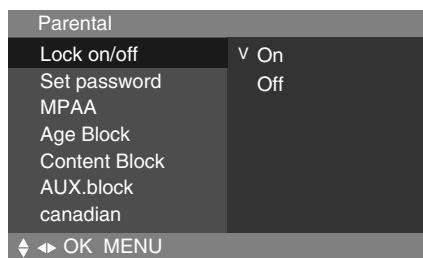 Parental
Lock on/off
V On
Set password
Off
MPAA
Age Block
Content Block
AUX.block
canadian
OK MENU